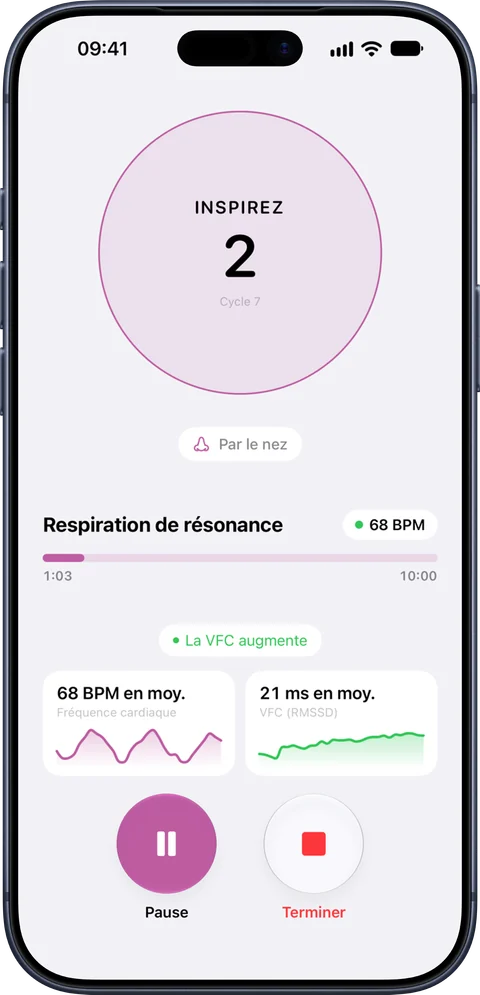 09:41
INSPIREZ
2
Cycle 7
Par le nez
Respiration de résonance
68 BPM
1:03
10:00
La VFC augmente
68 BPM en moy.
Fréquence cardiaque
21 ms en moy.
VFC (RMSSD)
Pause
Terminer